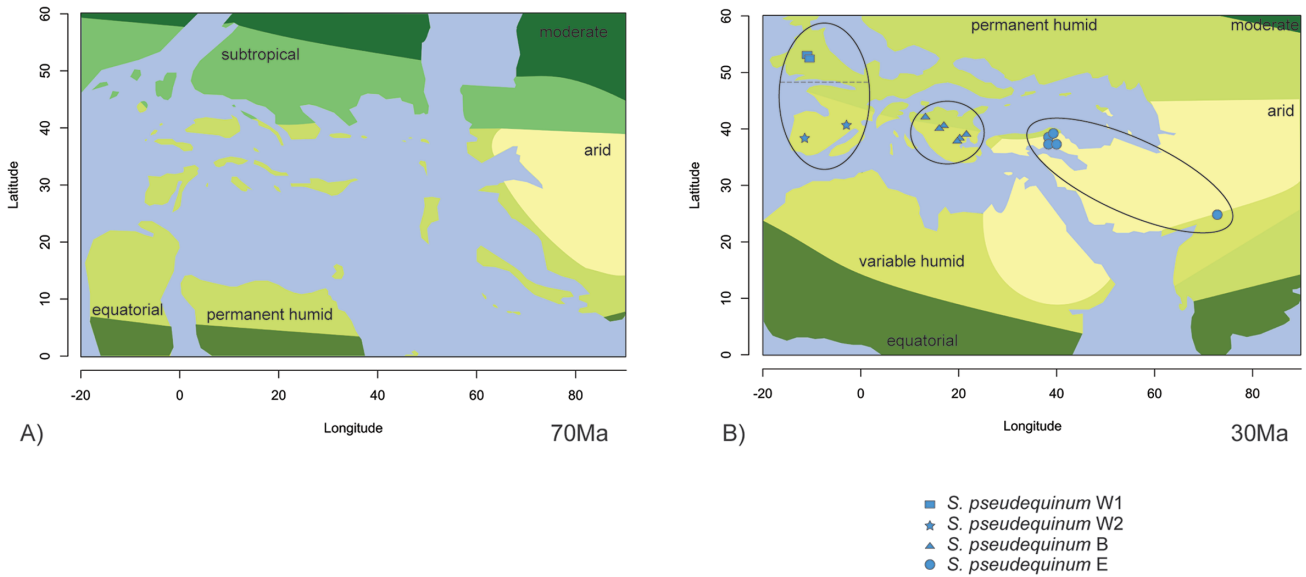 60
50
40
30
20
10
0
Latitude
subtropical
moderate
arid
equatorial
permanent humid
-20
0
20
40
60
80
Longitude
A)
70Ma
60
50
40
30
20
10
0
Latitude
permanent humid
moderate
arid
variable humid
equatorial
-20
0
20
40
60
80
Longitude
B)
30Ma
S. pseudequinum W1
S. pseudequinum W2
S. pseudequinum B
S. pseudequinum E